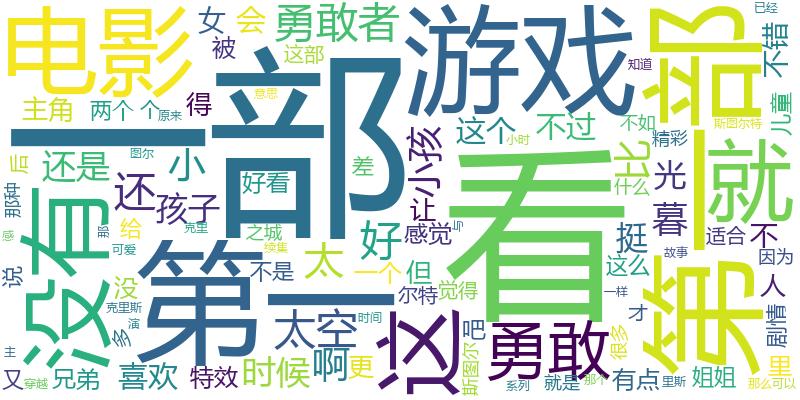 电影
女
会
勇敢者
游戏
部
不错
已经
被
这部
知道
儿童
主角
两个
个
得
意思
原来
一部
第一部
这个
不过
不如
精彩
斯图尔特
小时
后
还是
图尔
小
差
小孩
比
什么
就
光
那种
没有
还
孩子
好看
让
感
给
克里
之城
好
感觉
与
挺
暮
适合
不
那
可爱
续集
太
但
说
没
不是
一个
觉得
这么
故事
因为
克里斯
尔特
一样
人
多
演
太空
时间
这
吧
看
勇敢
才
剧情
第一
主
啊
斯图尔
很多
第
又
穿越
兄弟
喜欢
特效
时候
更
系列
就是
那个
有点
里斯
姐姐
里
那么可以